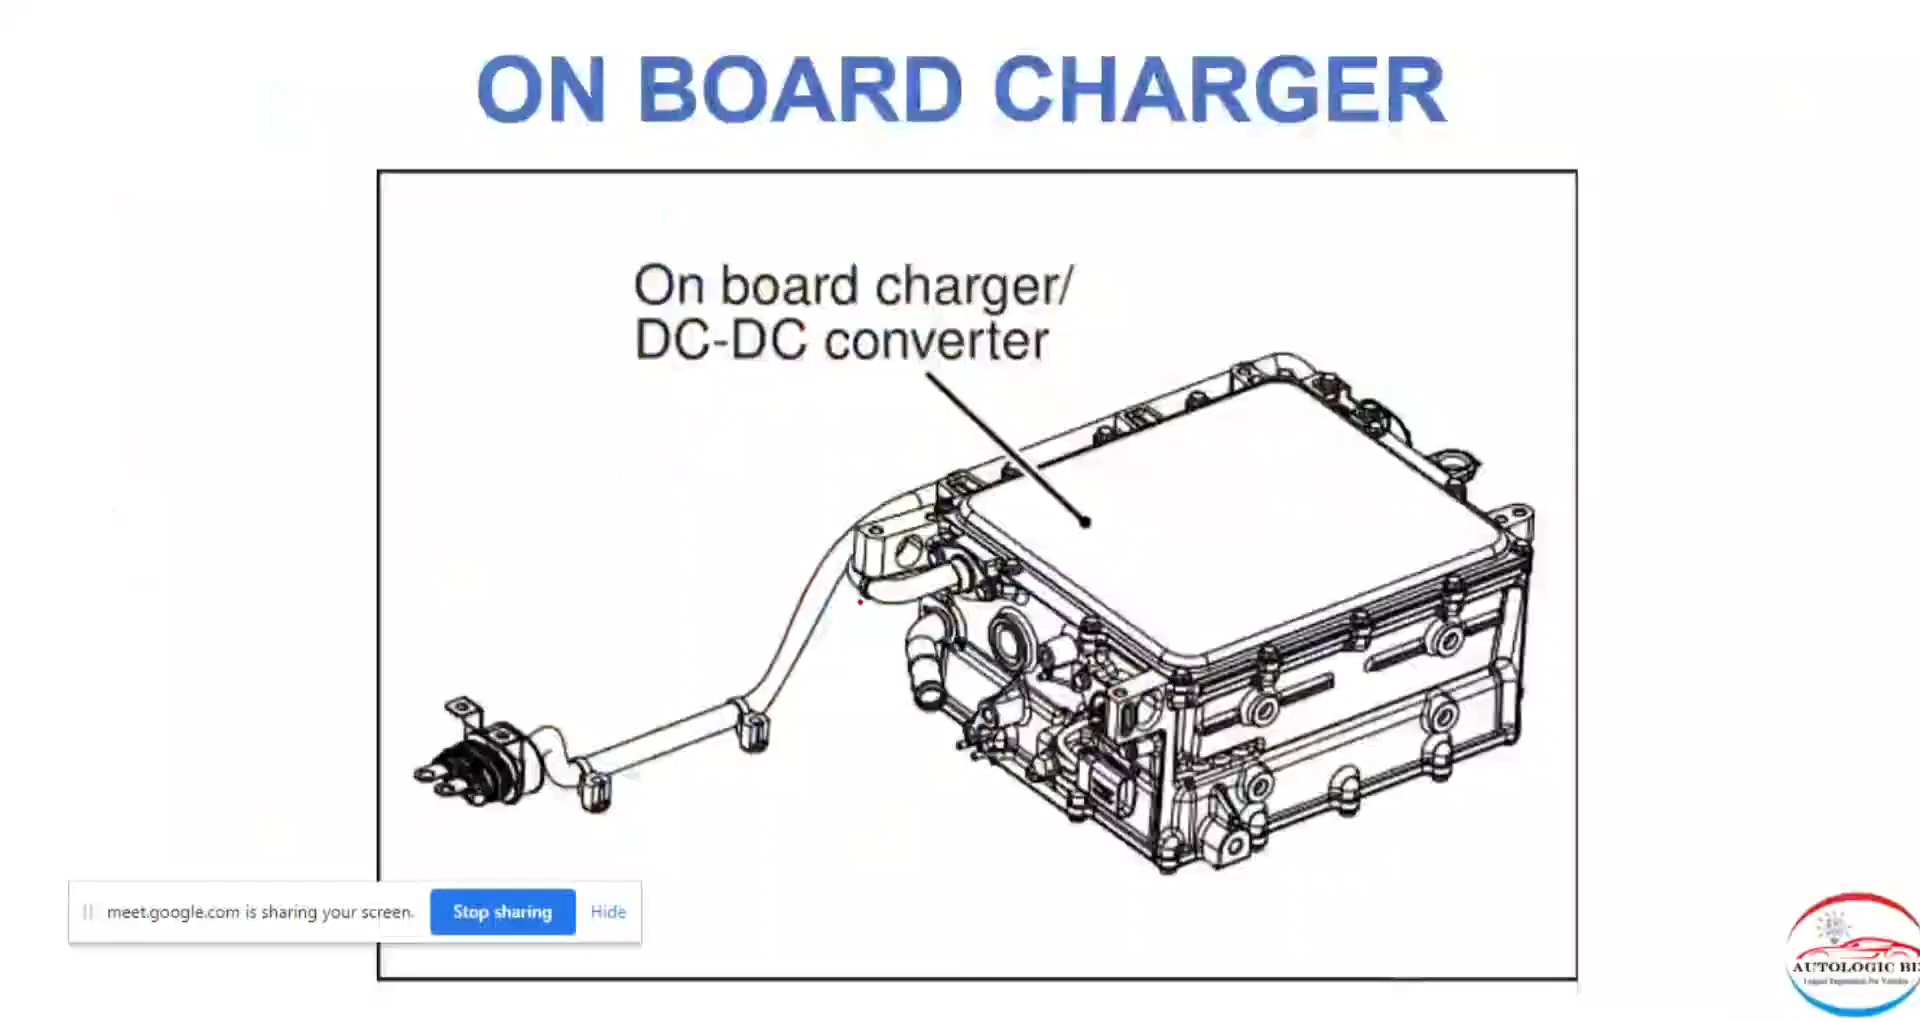 ON BOARD CHARGER
On board charger/
DC-DC converter
meet.google.com is sharing your screen.
Stop sharing
Hide
AUTOLOGIC